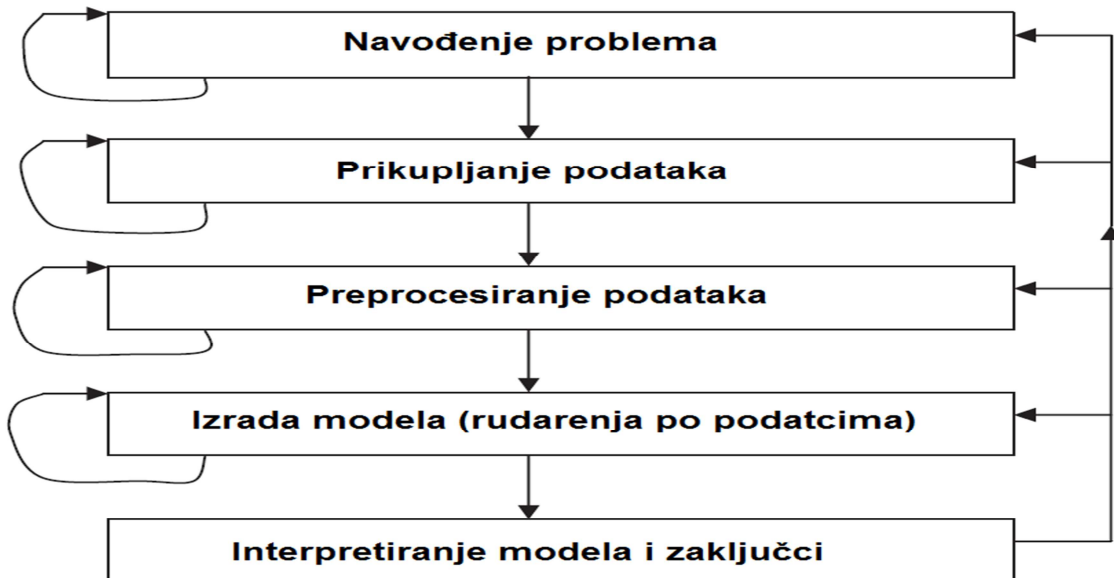 Navođenje problema
Prikupljanje podataka
Preprocesiranje podataka
Izrada modela (rudarenja po podatcima)
Interpretiranje modela i zaključci